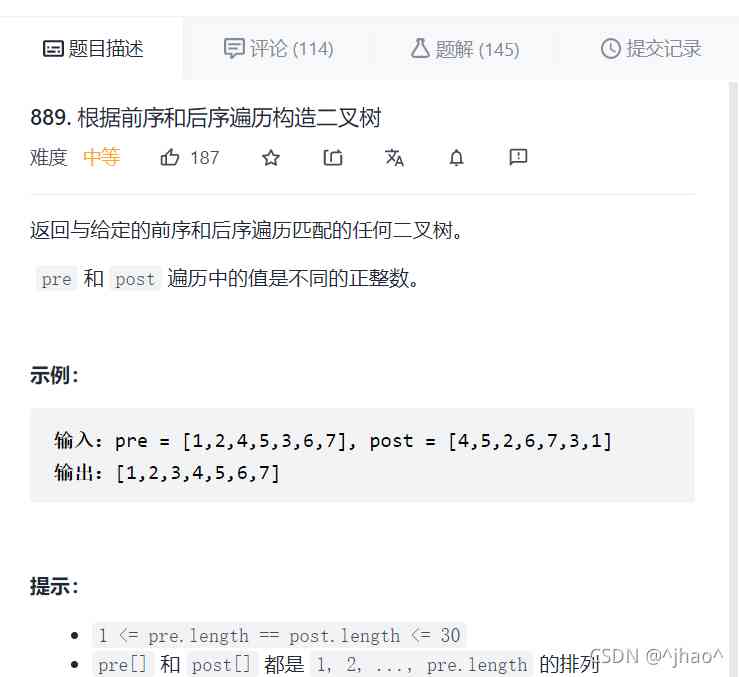 题目描述 评论 (114) 题解 (145) 提交记录
889. 根据前序和后序遍历构造二叉树
难度 中等 187
返回与给定的前序和后序遍历匹配的任何二叉树。
pre 和 post 遍历中的值是不同的正整数。
示例：
输入：pre = [1,2,4,5,3,6,7], post = [4,5,2,6,7,3,1]
输出：[1,2,3,4,5,6,7]
提示：
1 <= pre.length == post.length <= 30
pre[] 和 post[] 都是 1, 2, ..., pre.length 的排列
CSDN @^jhao^